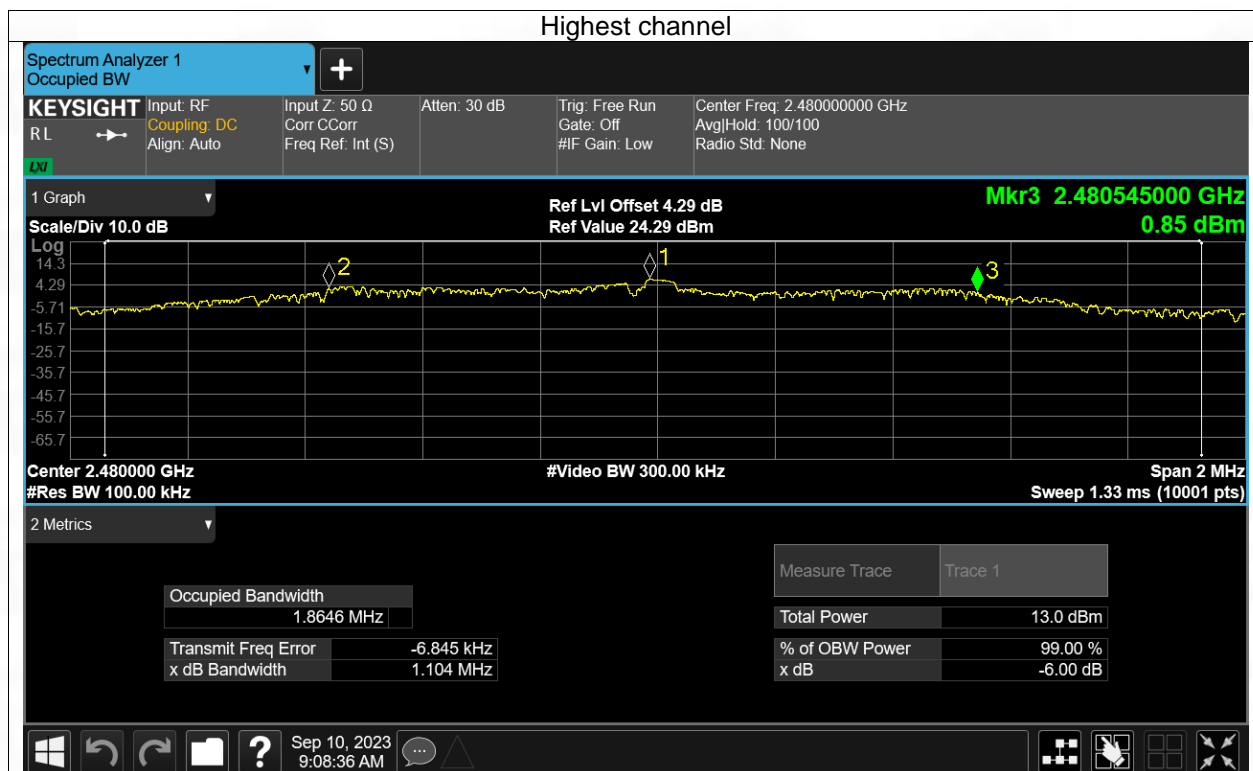 Highest channel
Spectrum Analyzer 1
Occupied BW
KEYSIGHT
R L
LXI
Input: RF
Coupling: DC
Align: Auto
Input Z: 50 Ω
Corr CCorr
Freq Ref: Int (S)
Atten: 30 dB
Trig: Free Run
Gate: Off
#IF Gain: Low
Center Freq: 2.480000000 GHz
Avg|Hold: 100/100
Radio Std: None
1 Graph
Scale/Div 10.0 dB
Ref Lvl Offset 4.29 dB
Ref Value 24.29 dBm
Mkr3 2.480545000 GHz
0.85 dBm
Log
14.3
4.29
-5.71
-15.7
-25.7
-35.7
-45.7
-55.7
-65.7
2
1
3
Center 2.480000 GHz
#Res BW 100.00 kHz
#Video BW 300.00 kHz
Span 2 MHz
Sweep 1.33 ms (10001 pts)
2 Metrics
Measure Trace Trace 1
Occupied Bandwidth
1.8646 MHz
Total Power 13.0 dBm
Transmit Freq Error -6.845 kHz
% of OBW Power 99.00 %
x dB Bandwidth 1.104 MHz
x dB -6.00 dB
?
Sep 10, 2023
9:08:36 AM